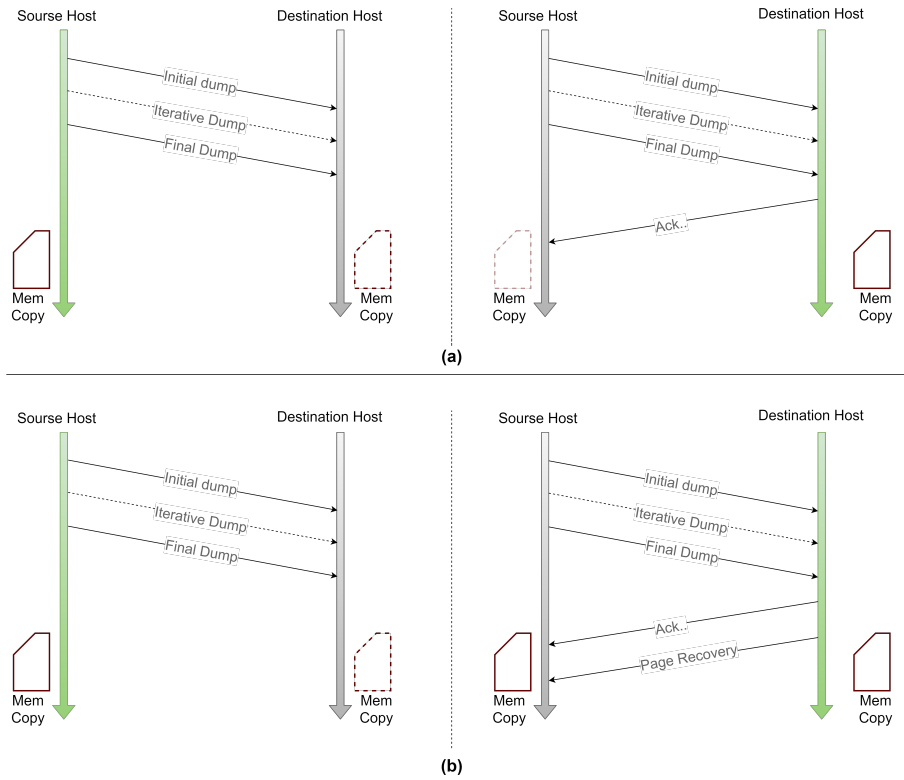 Sourse Host
Destination Host
Initial dump
Iterative Dump
Final Dump
Mem
Copy
Mem
Copy
Sourse Host
Destination Host
Initial dump
Iterative Dump
Final Dump
Ack..
Mem
Copy
Mem
Copy
(a)
Sourse Host
Destination Host
Initial dump
Iterative Dump
Final Dump
Mem
Copy
Mem
Copy
Sourse Host
Destination Host
Initial dump
Iterative Dump
Final Dump
Ack..
Page Recovery
Mem
Copy
Mem
Copy
(b)